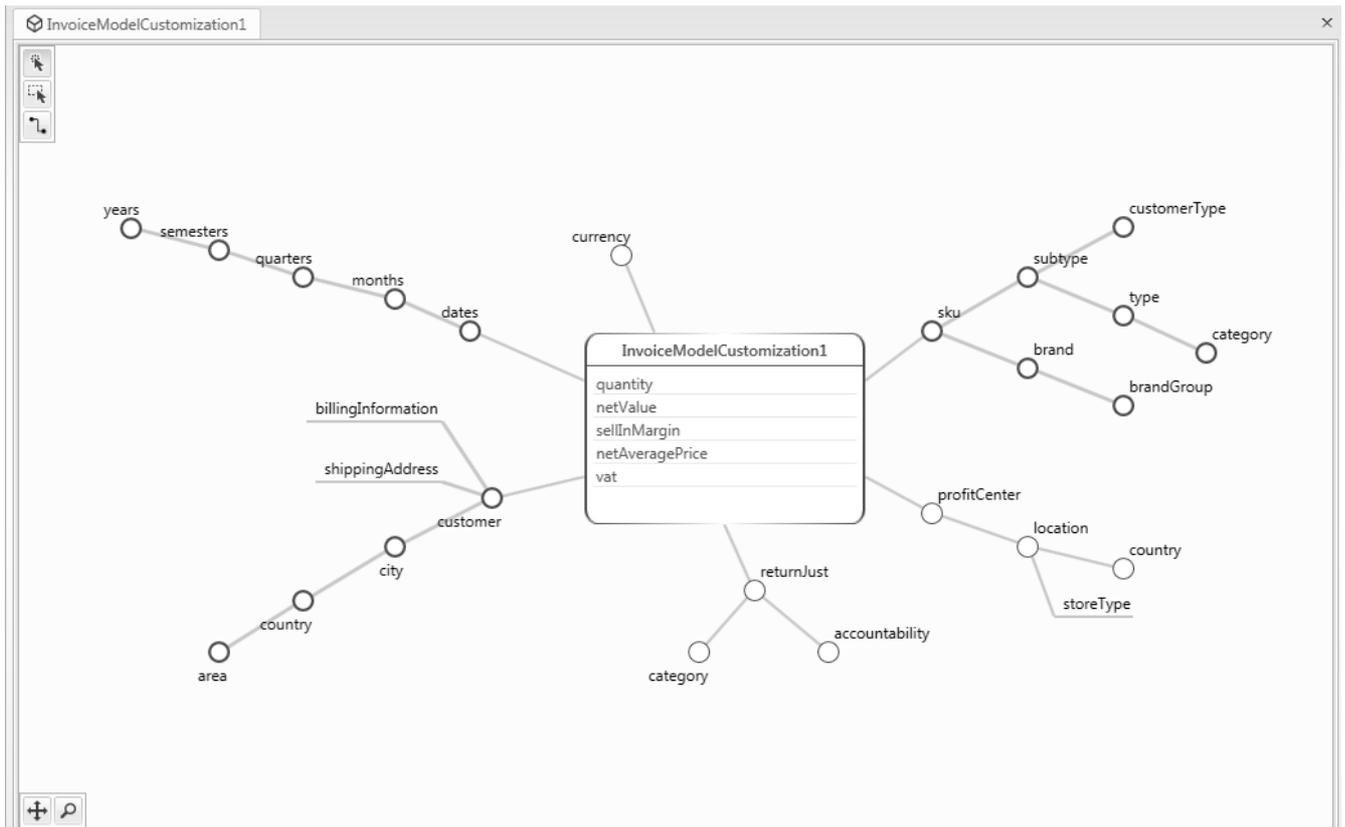 InvoiceModelCustomization1
years
customerType
semesters
currency
quarters
subtype
months
type
dates
sku
category
InvoiceModelCustomization1
brand
quantity
brandGroup
netValue
billingInformation
sellInMargin
netAveragePrice
shippingAddress
vat
profitCenter
customer
location
country
city
returnJust
storeType
country
accountability
area
category